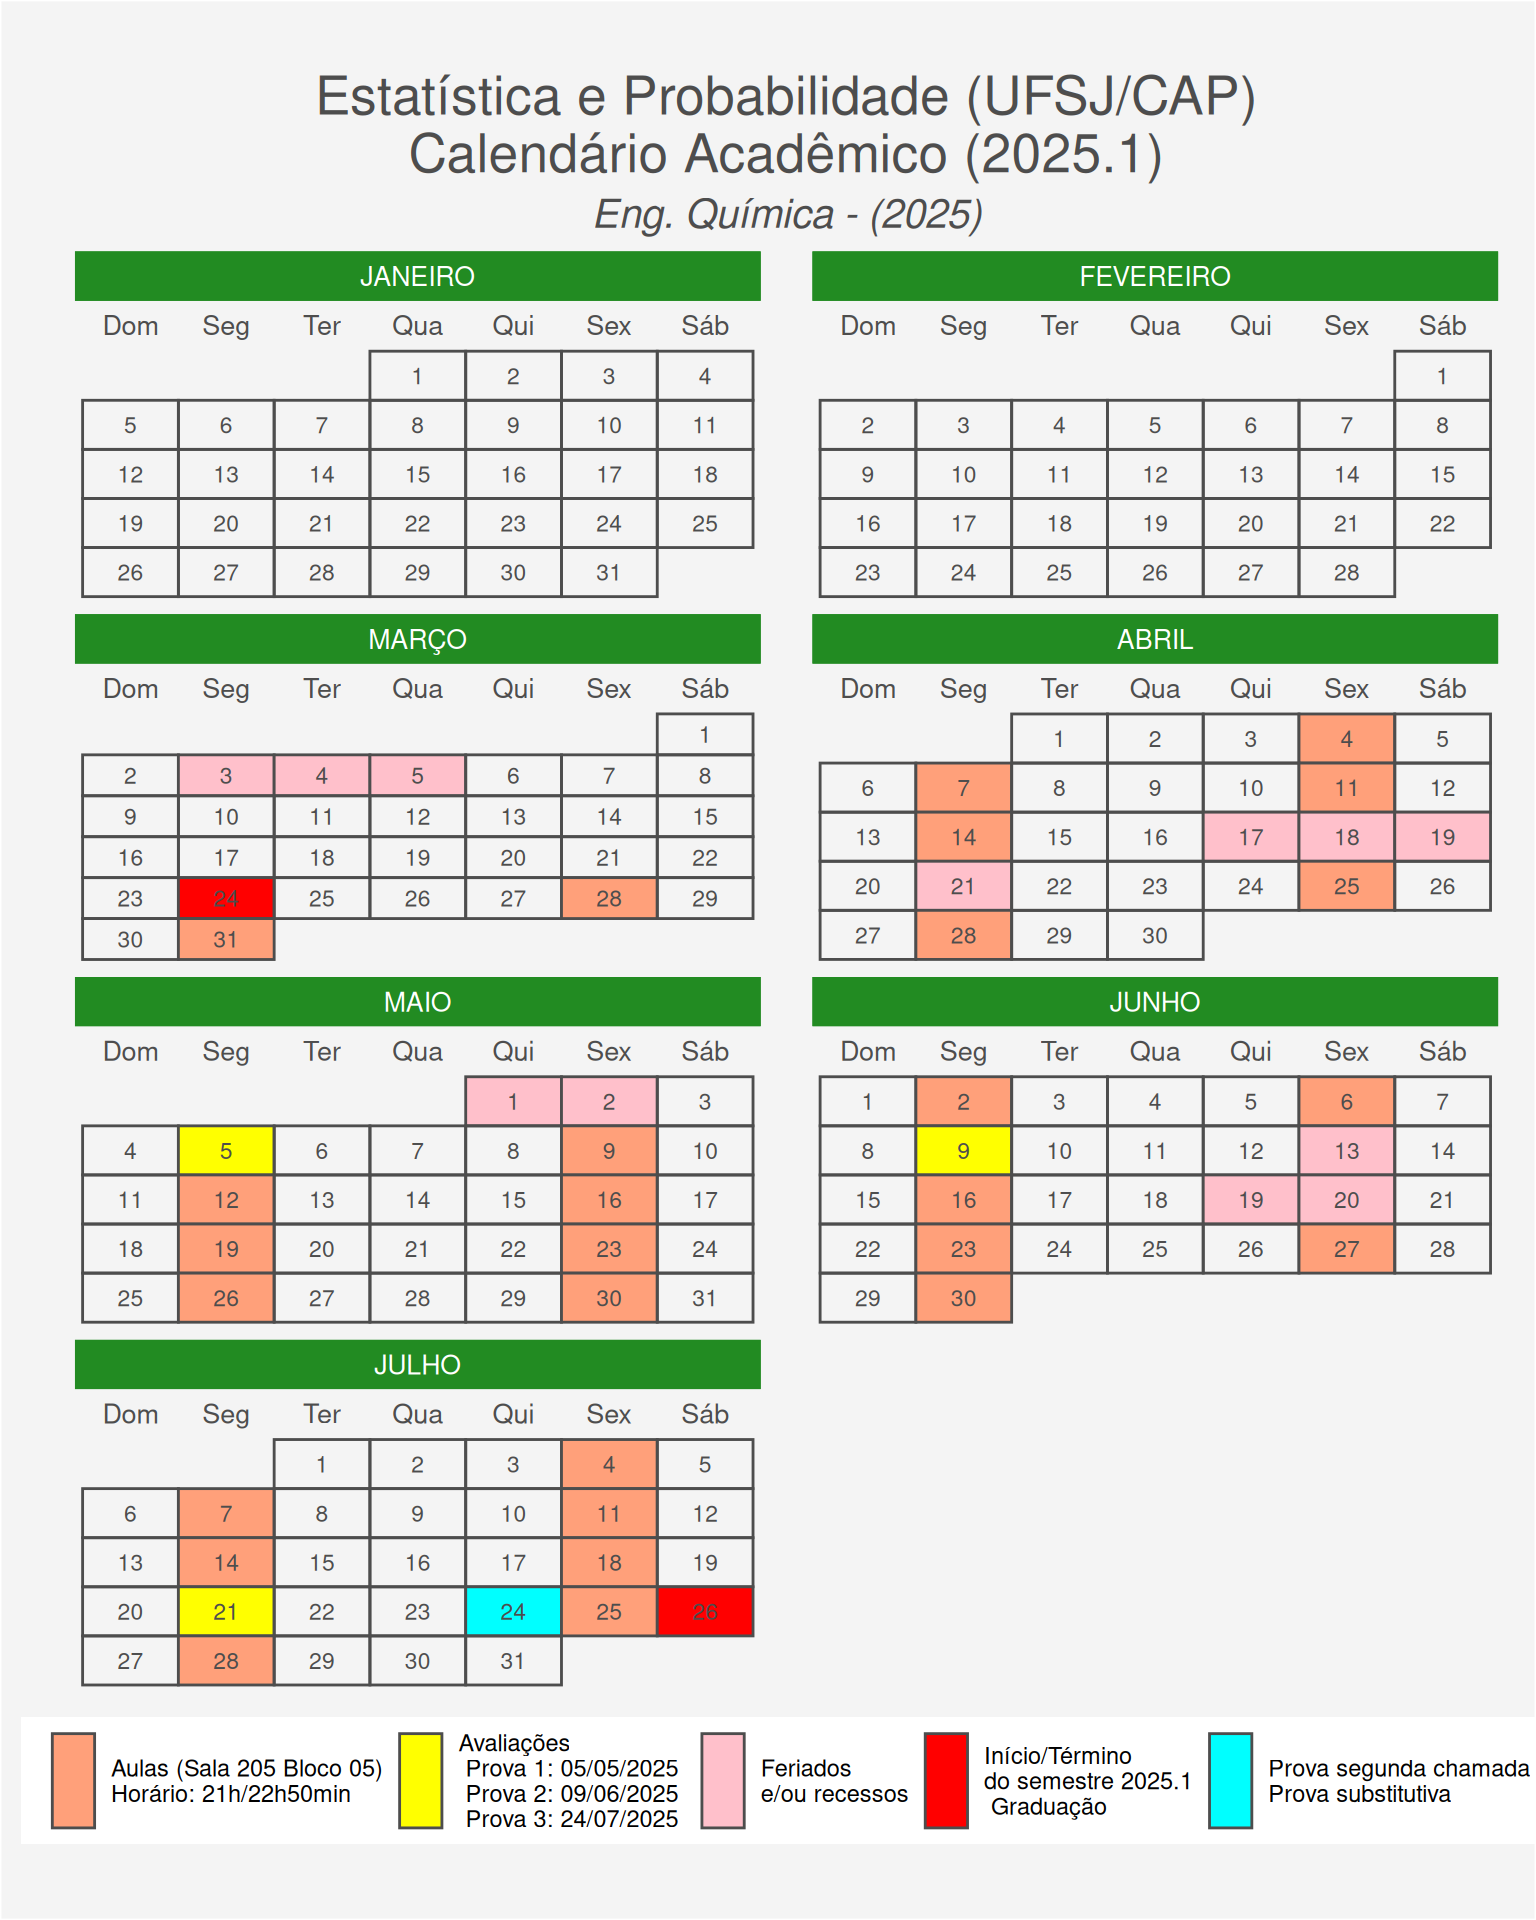 Estatística e Probabilidade (UFSJ/CAP)
Calendário Acadêmico (2025.1)
Eng. Química - (2025)
JANEIRO
Dom Seg Ter Qua Qui Sex Sáb
1 2 3 4
5 6 7 8 9 10 11
12 13 14 15 16 17 18
19 20 21 22 23 24 25
26 27 28 29 30 31
FEVEREIRO
Dom Seg Ter Qua Qui Sex Sáb
1
2 3 4 5 6 7 8
9 10 11 12 13 14 15
16 17 18 19 20 21 22
23 24 25 26 27 28
MARÇO
Dom Seg Ter Qua Qui Sex Sáb
1
2 3 4 5 6 7 8
9 10 11 12 13 14 15
16 17 18 19 20 21 22
23 24 25 26 27 28 29
30 31
ABRIL
Dom Seg Ter Qua Qui Sex Sáb
1 2 3 4 5
6 7 8 9 10 11 12
13 14 15 16 17 18 19
20 21 22 23 24 25 26
27 28 29 30
MAIO
Dom Seg Ter Qua Qui Sex Sáb
1 2 3
4 5 6 7 8 9 10
11 12 13 14 15 16 17
18 19 20 21 22 23 24
25 26 27 28 29 30 31
JUNHO
Dom Seg Ter Qua Qui Sex Sáb
1 2 3 4 5 6 7
8 9 10 11 12 13 14
15 16 17 18 19 20 21
22 23 24 25 26 27 28
29 30
JULHO
Dom Seg Ter Qua Qui Sex Sáb
1 2 3 4 5
6 7 8 9 10 11 12
13 14 15 16 17 18 19
20 21 22 23 24 25 26
27 28 29 30 31
Aulas (Sala 205 Bloco 05)
Horário: 21h/22h50min
Avaliações
Prova 1: 05/05/2025
Prova 2: 09/06/2025
Prova 3: 24/07/2025
Feriados
e/ou recessos
Início/Término
do semestre 2025.1
Graduação
Prova segunda chamada
Prova substitutiva